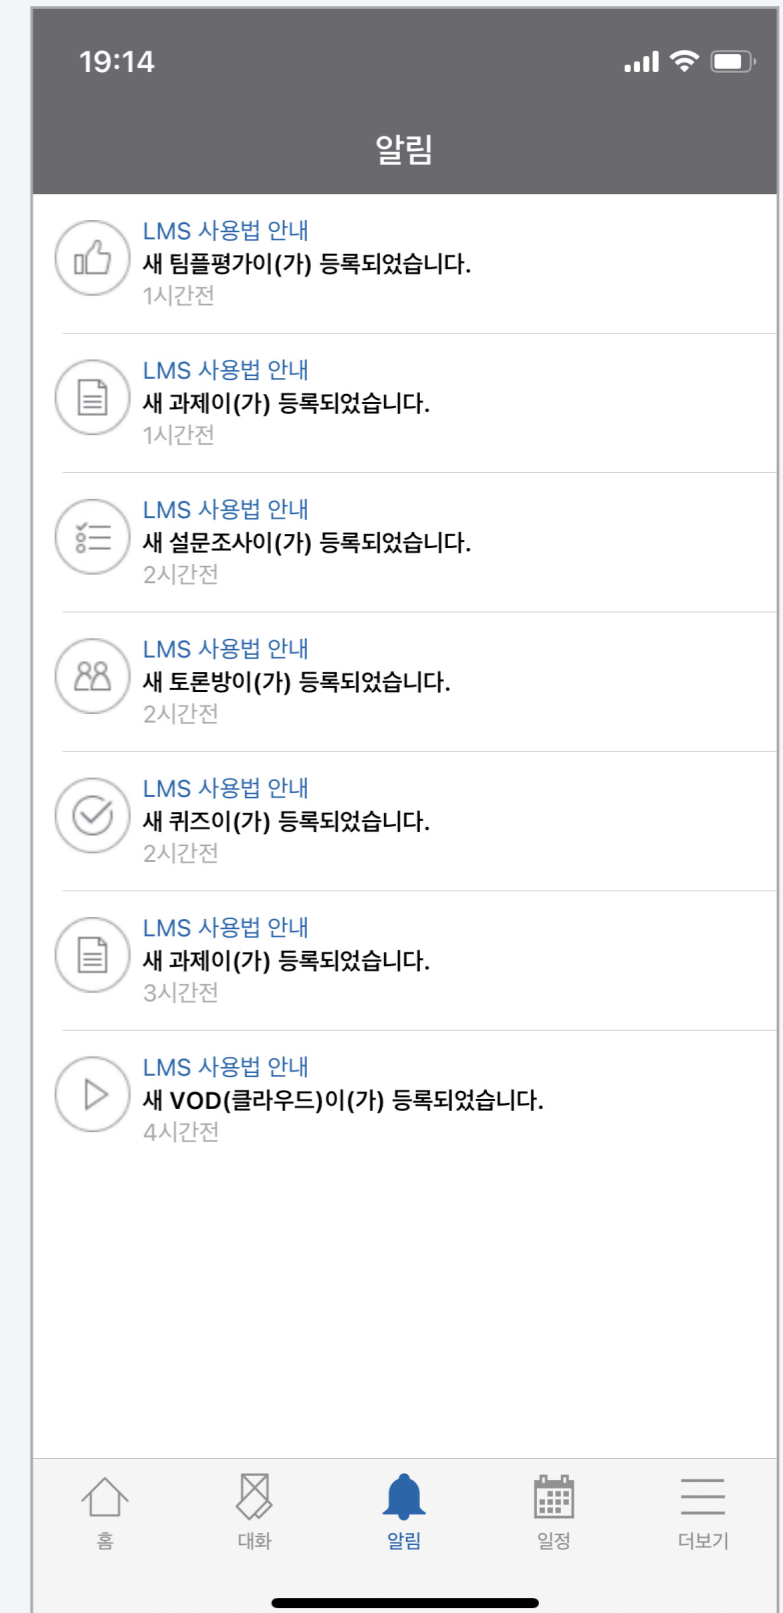 19:14
알림
LMS 사용법 안내
새 팀플평가이(가) 등록되었습니다.
1시간전
LMS 사용법 안내
새 과제이(가) 등록되었습니다.
1시간전
LMS 사용법 안내
새 설문조사이(가) 등록되었습니다.
2시간전
LMS 사용법 안내
새 토론방이(가) 등록되었습니다.
2시간전
LMS 사용법 안내
새 퀴즈이(가) 등록되었습니다.
2시간전
LMS 사용법 안내
새 과제이(가) 등록되었습니다.
3시간전
LMS 사용법 안내
새 VOD(클라우드)이(가) 등록되었습니다.
4시간전
홈 대화 알림 일정 더보기